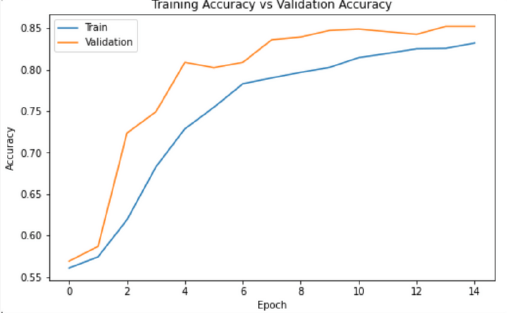 Training Accuracy vs Validation Accuracy
Train
Validation
Accuracy
0.85
0.80
0.75
0.70
0.65
0.60
0.55
0 2 4 6 8 10 12 14
Epoch